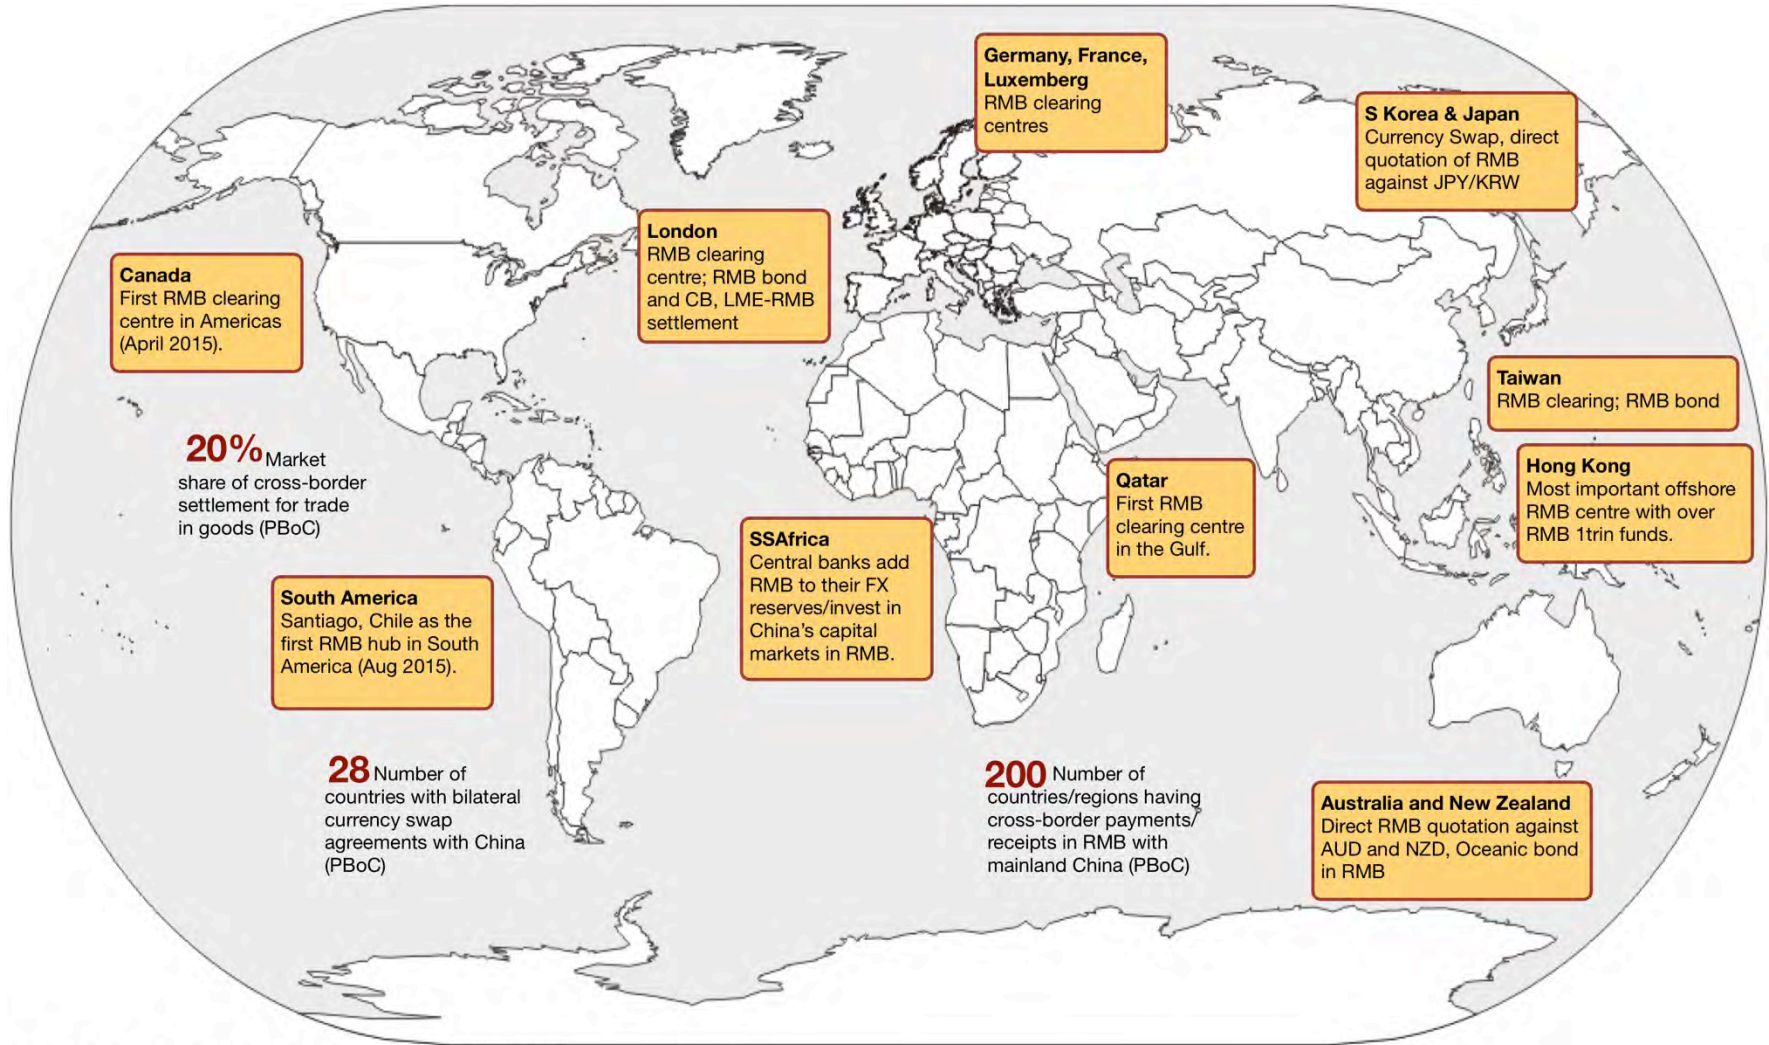 Germany, France,
Luxemberg
RMB clearing
centres
S Korea & Japan
Currency Swap, direct
quotation of RMB
against JPY/KRW
London
RMB clearing
centre; RMB bond
and CB, LME-RMB
settlement
Canada
First RMB clearing
centre in Americas
(April 2015).
Taiwan
RMB clearing; RMB bond
20% Market
share of cross-border
settlement for trade
in goods (PBoC)
Hong Kong
Most important offshore
RMB centre with over
RMB 1trin funds.
Qatar
First RMB
clearing centre
in the Gulf.
SSAfrica
Central banks add
RMB to their FX
reserves/invest in
China's capital
markets in RMB.
South America
Santiago, Chile as the
first RMB hub in South
America (Aug 2015).
28 Number of
countries with bilateral
currency swap
agreements with China
(PBoC)
200 Number of
countries/regions having
cross-border payments/
receipts in RMB with
mainland China (PBoC)
Australia and New Zealand
Direct RMB quotation against
AUD and NZD, Oceanic bond
in RMB